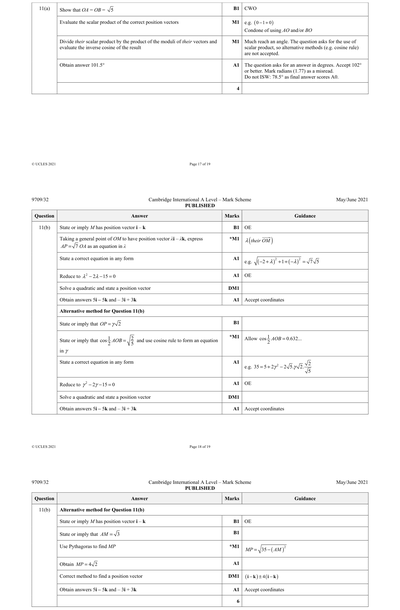 11(a) Show that OA = OB = √5 B1 CWO
Evaluate the scalar product of the correct position vectors M1 e.g. (0 – 1 + 0)
Condone of using AO and/or BO
Divide their scalar product by the product of the moduli of their vectors and M1 Much reach an angle. The question asks for the use of
evaluate the inverse cosine of the result scalar product, so alternative methods (e.g. cosine rule)
are not accepted.
Obtain answer 101.5° A1 The question asks for an answer in degrees. Accept 102°
or better. Mark radians (1.77) as a misread.
Do not ISW: 78.5° as final answer scores A0.
4
© UCLES 2021 Page 17 of 19
9709/32 Cambridge International A Level – Mark Scheme May/June 2021
PUBLISHED
Question Answer Marks Guidance
11(b) State or imply M has position vector i – k B1 OE
Taking a general point of OM to have position vector λi – λk, express *M1 λ(their OM)
AP = √7 OA as an equation in λ
State a correct equation in any form A1 e.g. √((–2 + λ)² + 1 + (–λ)²) = √7√5
Reduce to λ² – 2λ – 15 = 0 A1 OE
Solve a quadratic and state a position vector DM1
Obtain answers 5i – 5k and – 3i + 3k A1 Accept coordinates
Alternative method for Question 11(b)
State or imply that OP = γ√2 B1
State or imply that cos ½ AOB = √2/√5 and use cosine rule to form an equation *M1 Allow cos ½ AOB = 0.632...
in γ
State a correct equation in any form A1 e.g. 35 = 5 + 2γ² – 2√5.γ√2.√2/√5
Reduce to γ² – 2γ – 15 = 0 A1 OE
Solve a quadratic and state a position vector DM1
Obtain answers 5i – 5k and – 3i + 3k A1 Accept coordinates
© UCLES 2021 Page 18 of 19
9709/32 Cambridge International A Level – Mark Scheme May/June 2021
PUBLISHED
Question Answer Marks Guidance
11(b) Alternative method for Question 11(b)
State or imply M has position vector i – k B1 OE
State or imply that AM = √3 B1
Use Pythagoras to find MP *M1 MP = √(35 – (AM)²)
Obtain MP = 4√2 A1
Correct method to find a position vector DM1 (i – k) ± 4(i – k)
Obtain answers 5i – 5k and – 3i + 3k A1 Accept coordinates
6